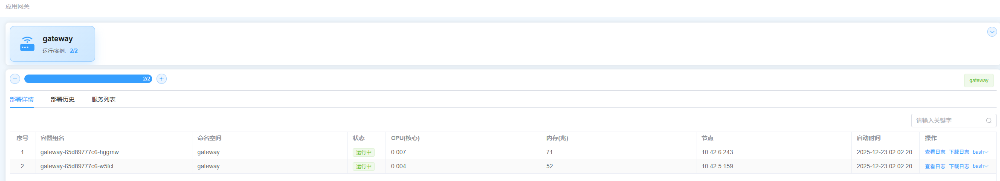 应用网关
gateway
运行/实例: 2/2
2/2
gateway
部署详情 部署历史 服务列表
请输入关键字
序号 容器组名 命名空间 状态 CPU(核心) 内存(兆) 节点 启动时间 操作
1 gateway-65d89777c6-hggmw gateway 运行中 0.007 71 10.42.6.243 2025-12-23 02:02:20 查看日志 下载日志 bash
2 gateway-65d89777c6-w5fcl gateway 运行中 0.004 52 10.42.5.159 2025-12-23 02:02:20 查看日志 下载日志 bash